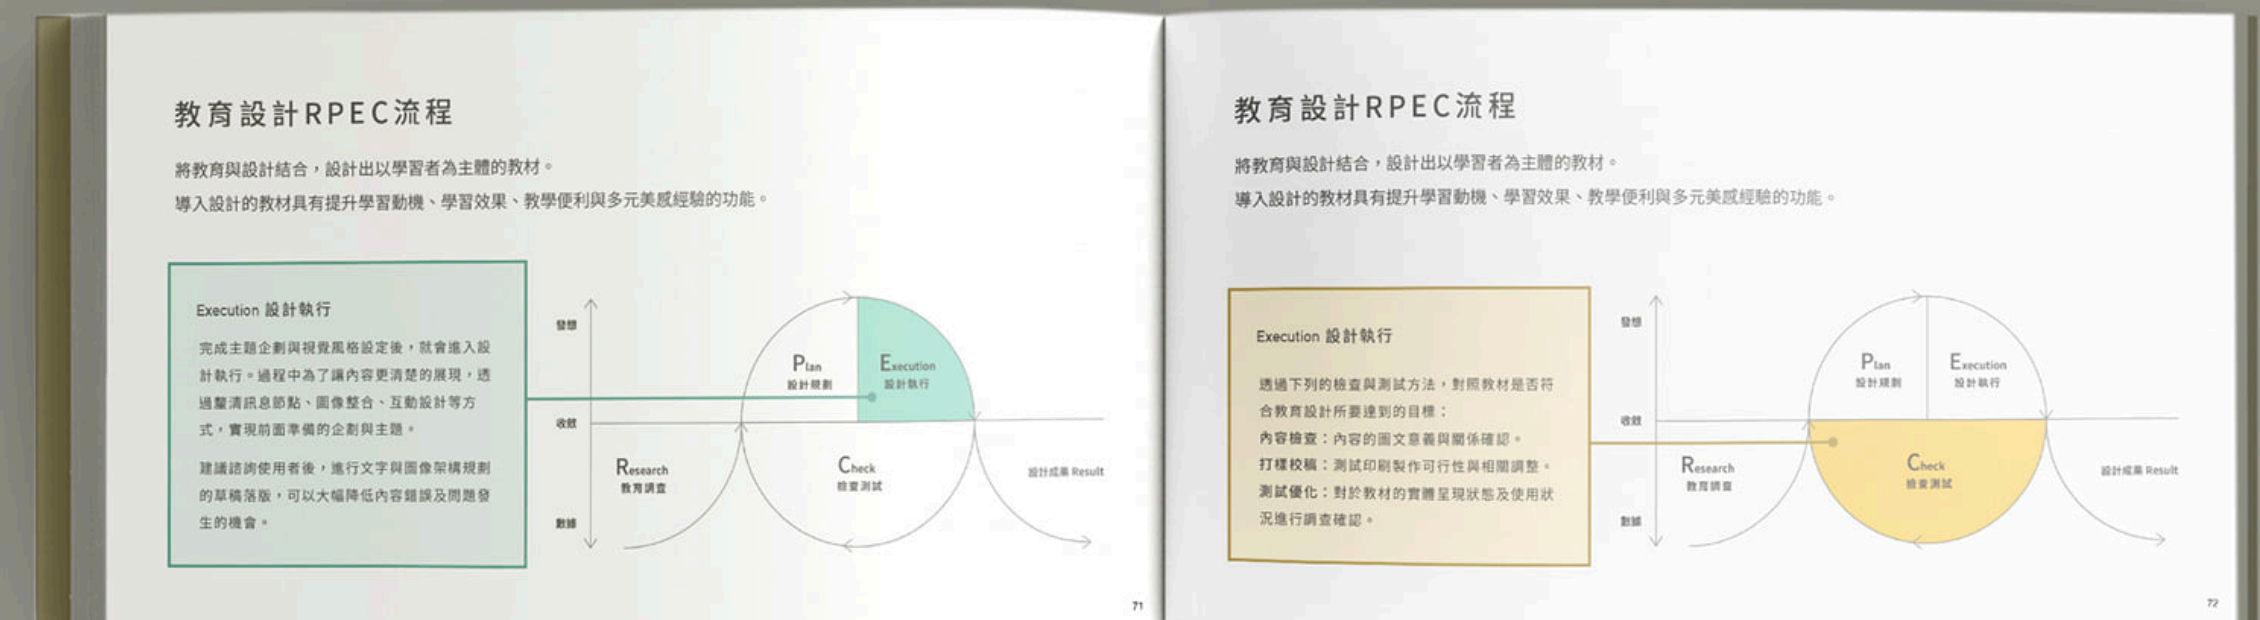 教育設計RPEC流程
將教育與設計結合，設計出以學習者為主體的教材。
導入設計的教材具有提升學習動機、學習效果、教學便利與多元美感經驗的功能。
Execution 設計執行
完成主題企劃與視覺風格設定後，就會進入設
計執行。過程中為了讓內容更清楚的展現，透
過釐清訊息節點、圖像整合、互動設計等方
式，實現前面準備的企劃與主題。
建議諮詢使用者後，進行文字與圖像架構規劃
的草稿落版，可以大幅降低內容錯誤及問題發
生的機會。
發想
收斂
數據
Plan
設計規劃
Execution
設計執行
Research
教育調查
Check
檢查測試
設計成果 Result
71
教育設計RPEC流程
將教育與設計結合，設計出以學習者為主體的教材。
導入設計的教材具有提升學習動機、學習效果、教學便利與多元美感經驗的功能。
Execution 設計執行
透過下列的檢查與測試方法，對照教材是否符
合教育設計所要達到的目標：
內容檢查：內容的圖文意義與關係確認。
打樣校稿：測試印刷製作可行性與相關調整。
測試優化：對於教材的實體呈現狀態及使用狀
況進行調查確認。
發想
收斂
數據
Plan
設計規劃
Execution
設計執行
Research
教育調查
Check
檢查測試
設計成果 Result
72